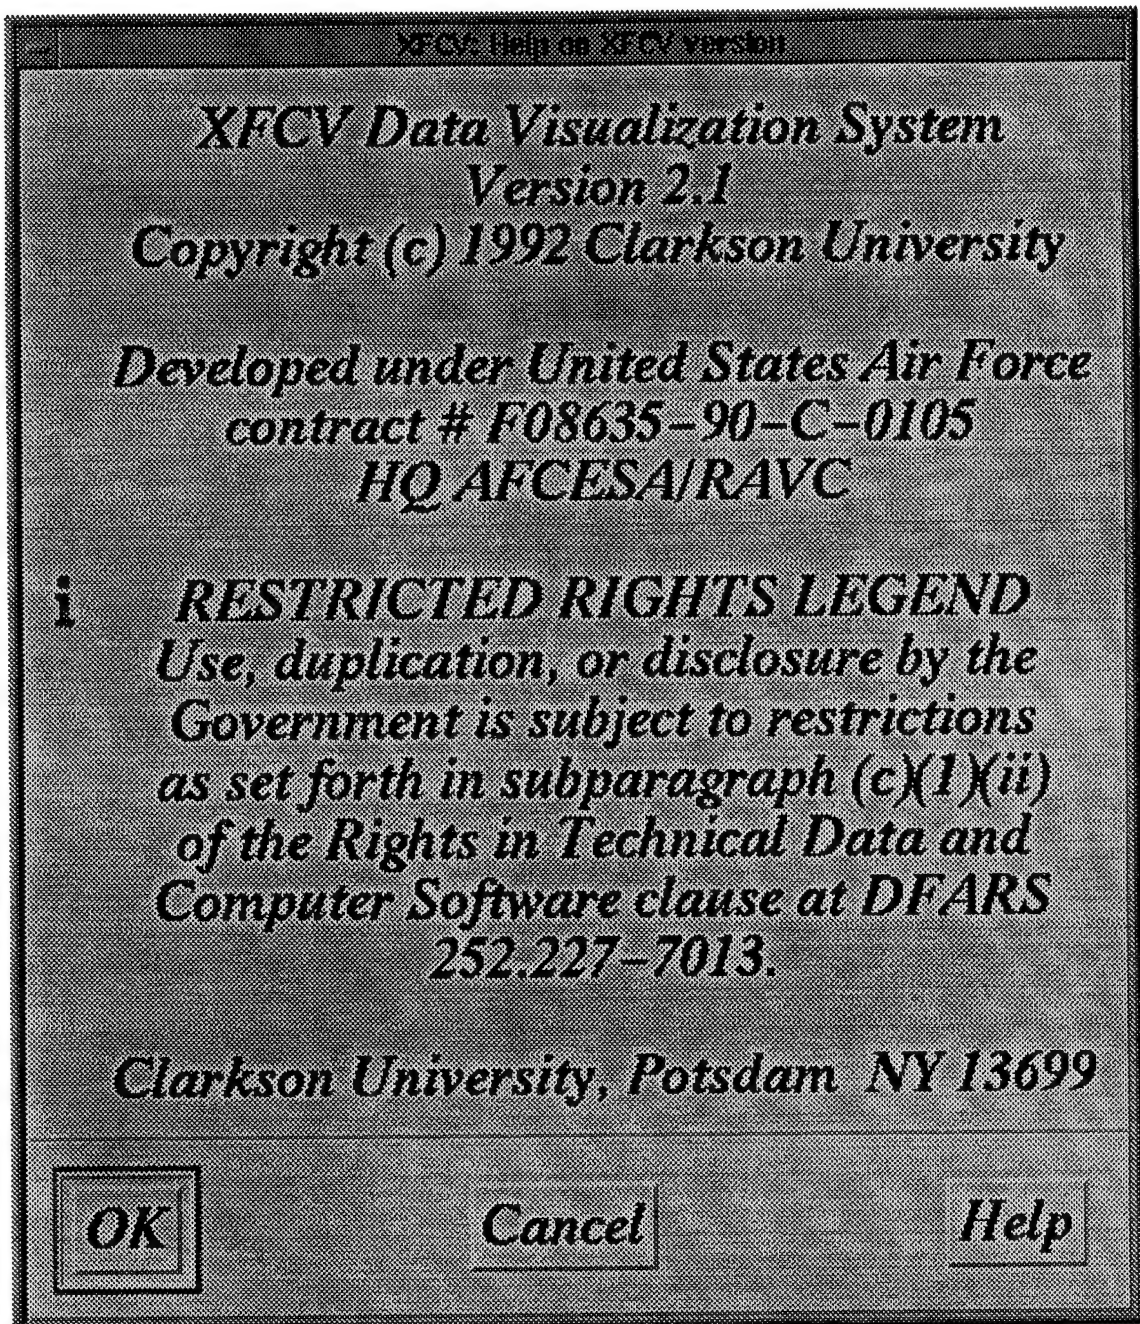 XFCV: Help on XFCV version
XFCV Data Visualization System
Version 2.1
Copyright (c) 1992 Clarkson University
Developed under United States Air Force
contract # F08635-90-C-0105
HQ AFCESA/RAVC
i
RESTRICTED RIGHTS LEGEND
Use, duplication, or disclosure by the
Government is subject to restrictions
as set forth in subparagraph (c)(1)(ii)
of the Rights in Technical Data and
Computer Software clause at DFARS
252.227-7013.
Clarkson University, Potsdam NY 13699
OK
Cancel
Help